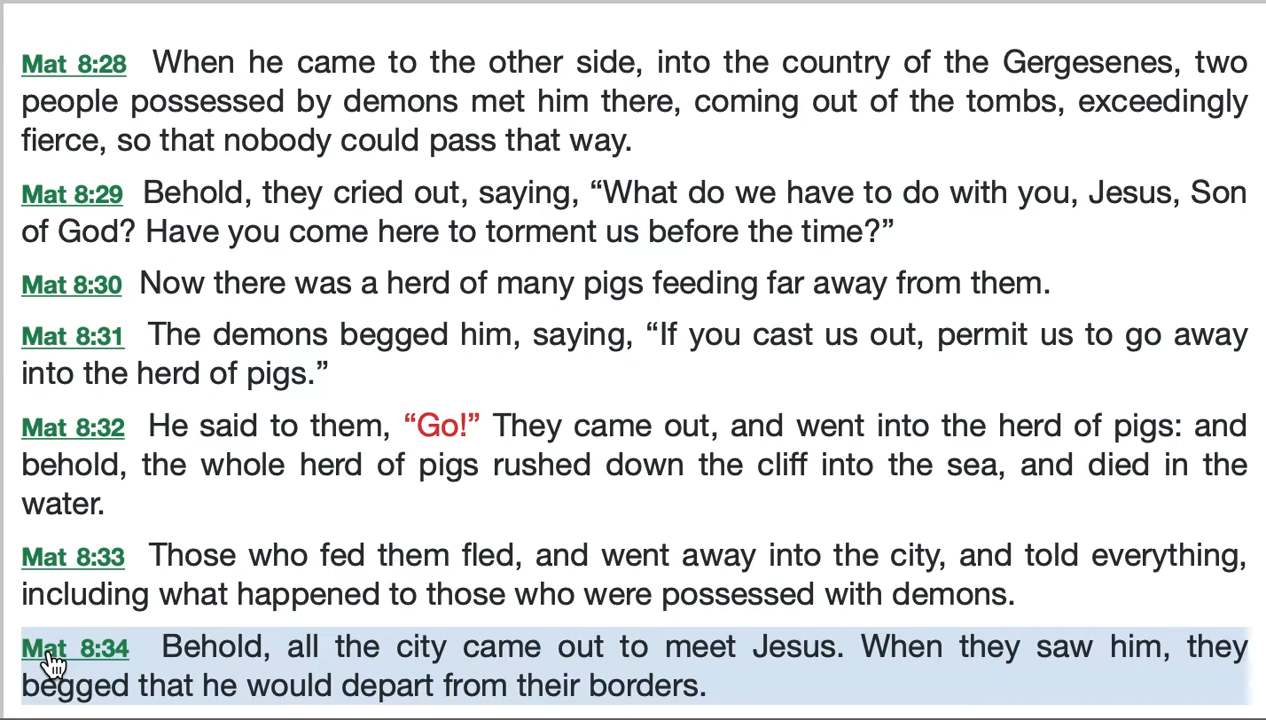 Mat 8:28 When he came to the other side, into the country of the Gergesenes, two
people possessed by demons met him there, coming out of the tombs, exceedingly
fierce, so that nobody could pass that way.
Mat 8:29 Behold, they cried out, saying, “What do we have to do with you, Jesus, Son
of God? Have you come here to torment us before the time?”
Mat 8:30 Now there was a herd of many pigs feeding far away from them.
Mat 8:31 The demons begged him, saying, “If you cast us out, permit us to go away
into the herd of pigs.”
Mat 8:32 He said to them, “Go!” They came out, and went into the herd of pigs: and
behold, the whole herd of pigs rushed down the cliff into the sea, and died in the
water.
Mat 8:33 Those who fed them fled, and went away into the city, and told everything,
including what happened to those who were possessed with demons.
Mat 8:34 Behold, all the city came out to meet Jesus. When they saw him, they
begged that he would depart from their borders.